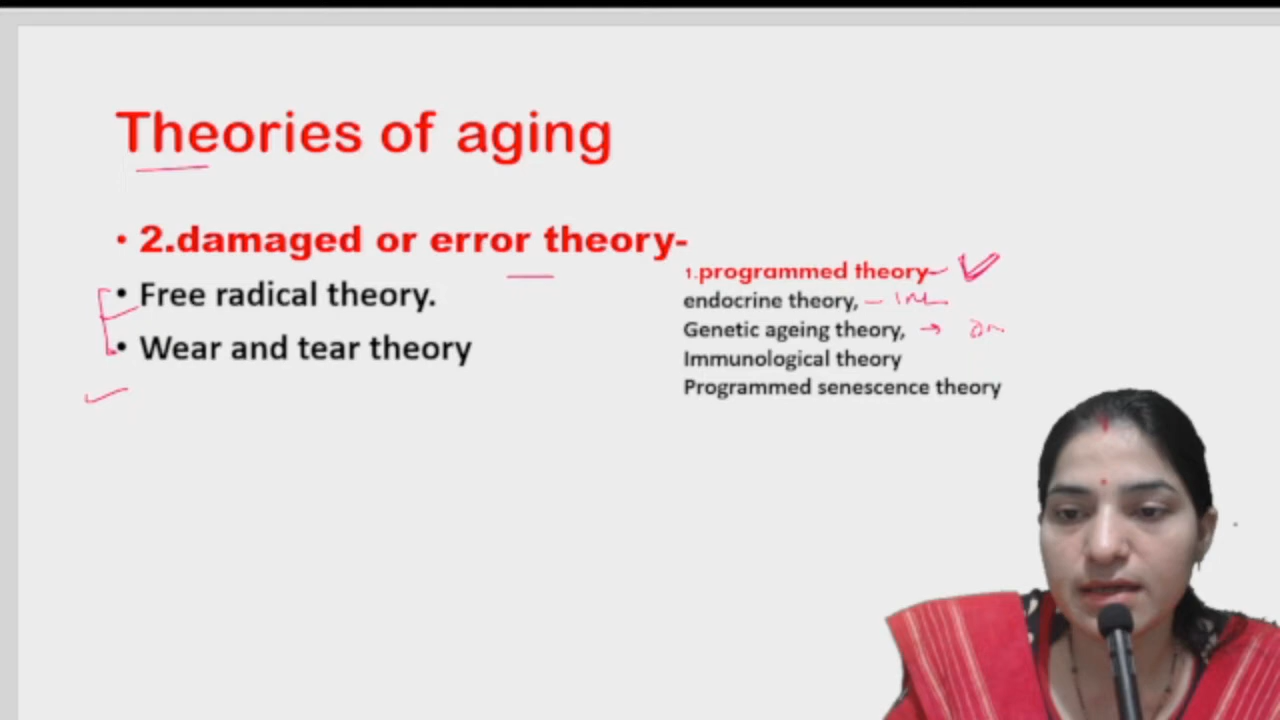 Theories of aging
• 2.damaged or error theory-
• Free radical theory.
• Wear and tear theory
1.programmed theory-
endocrine theory,
Genetic ageing theory,
Immunological theory
Programmed senescence theory